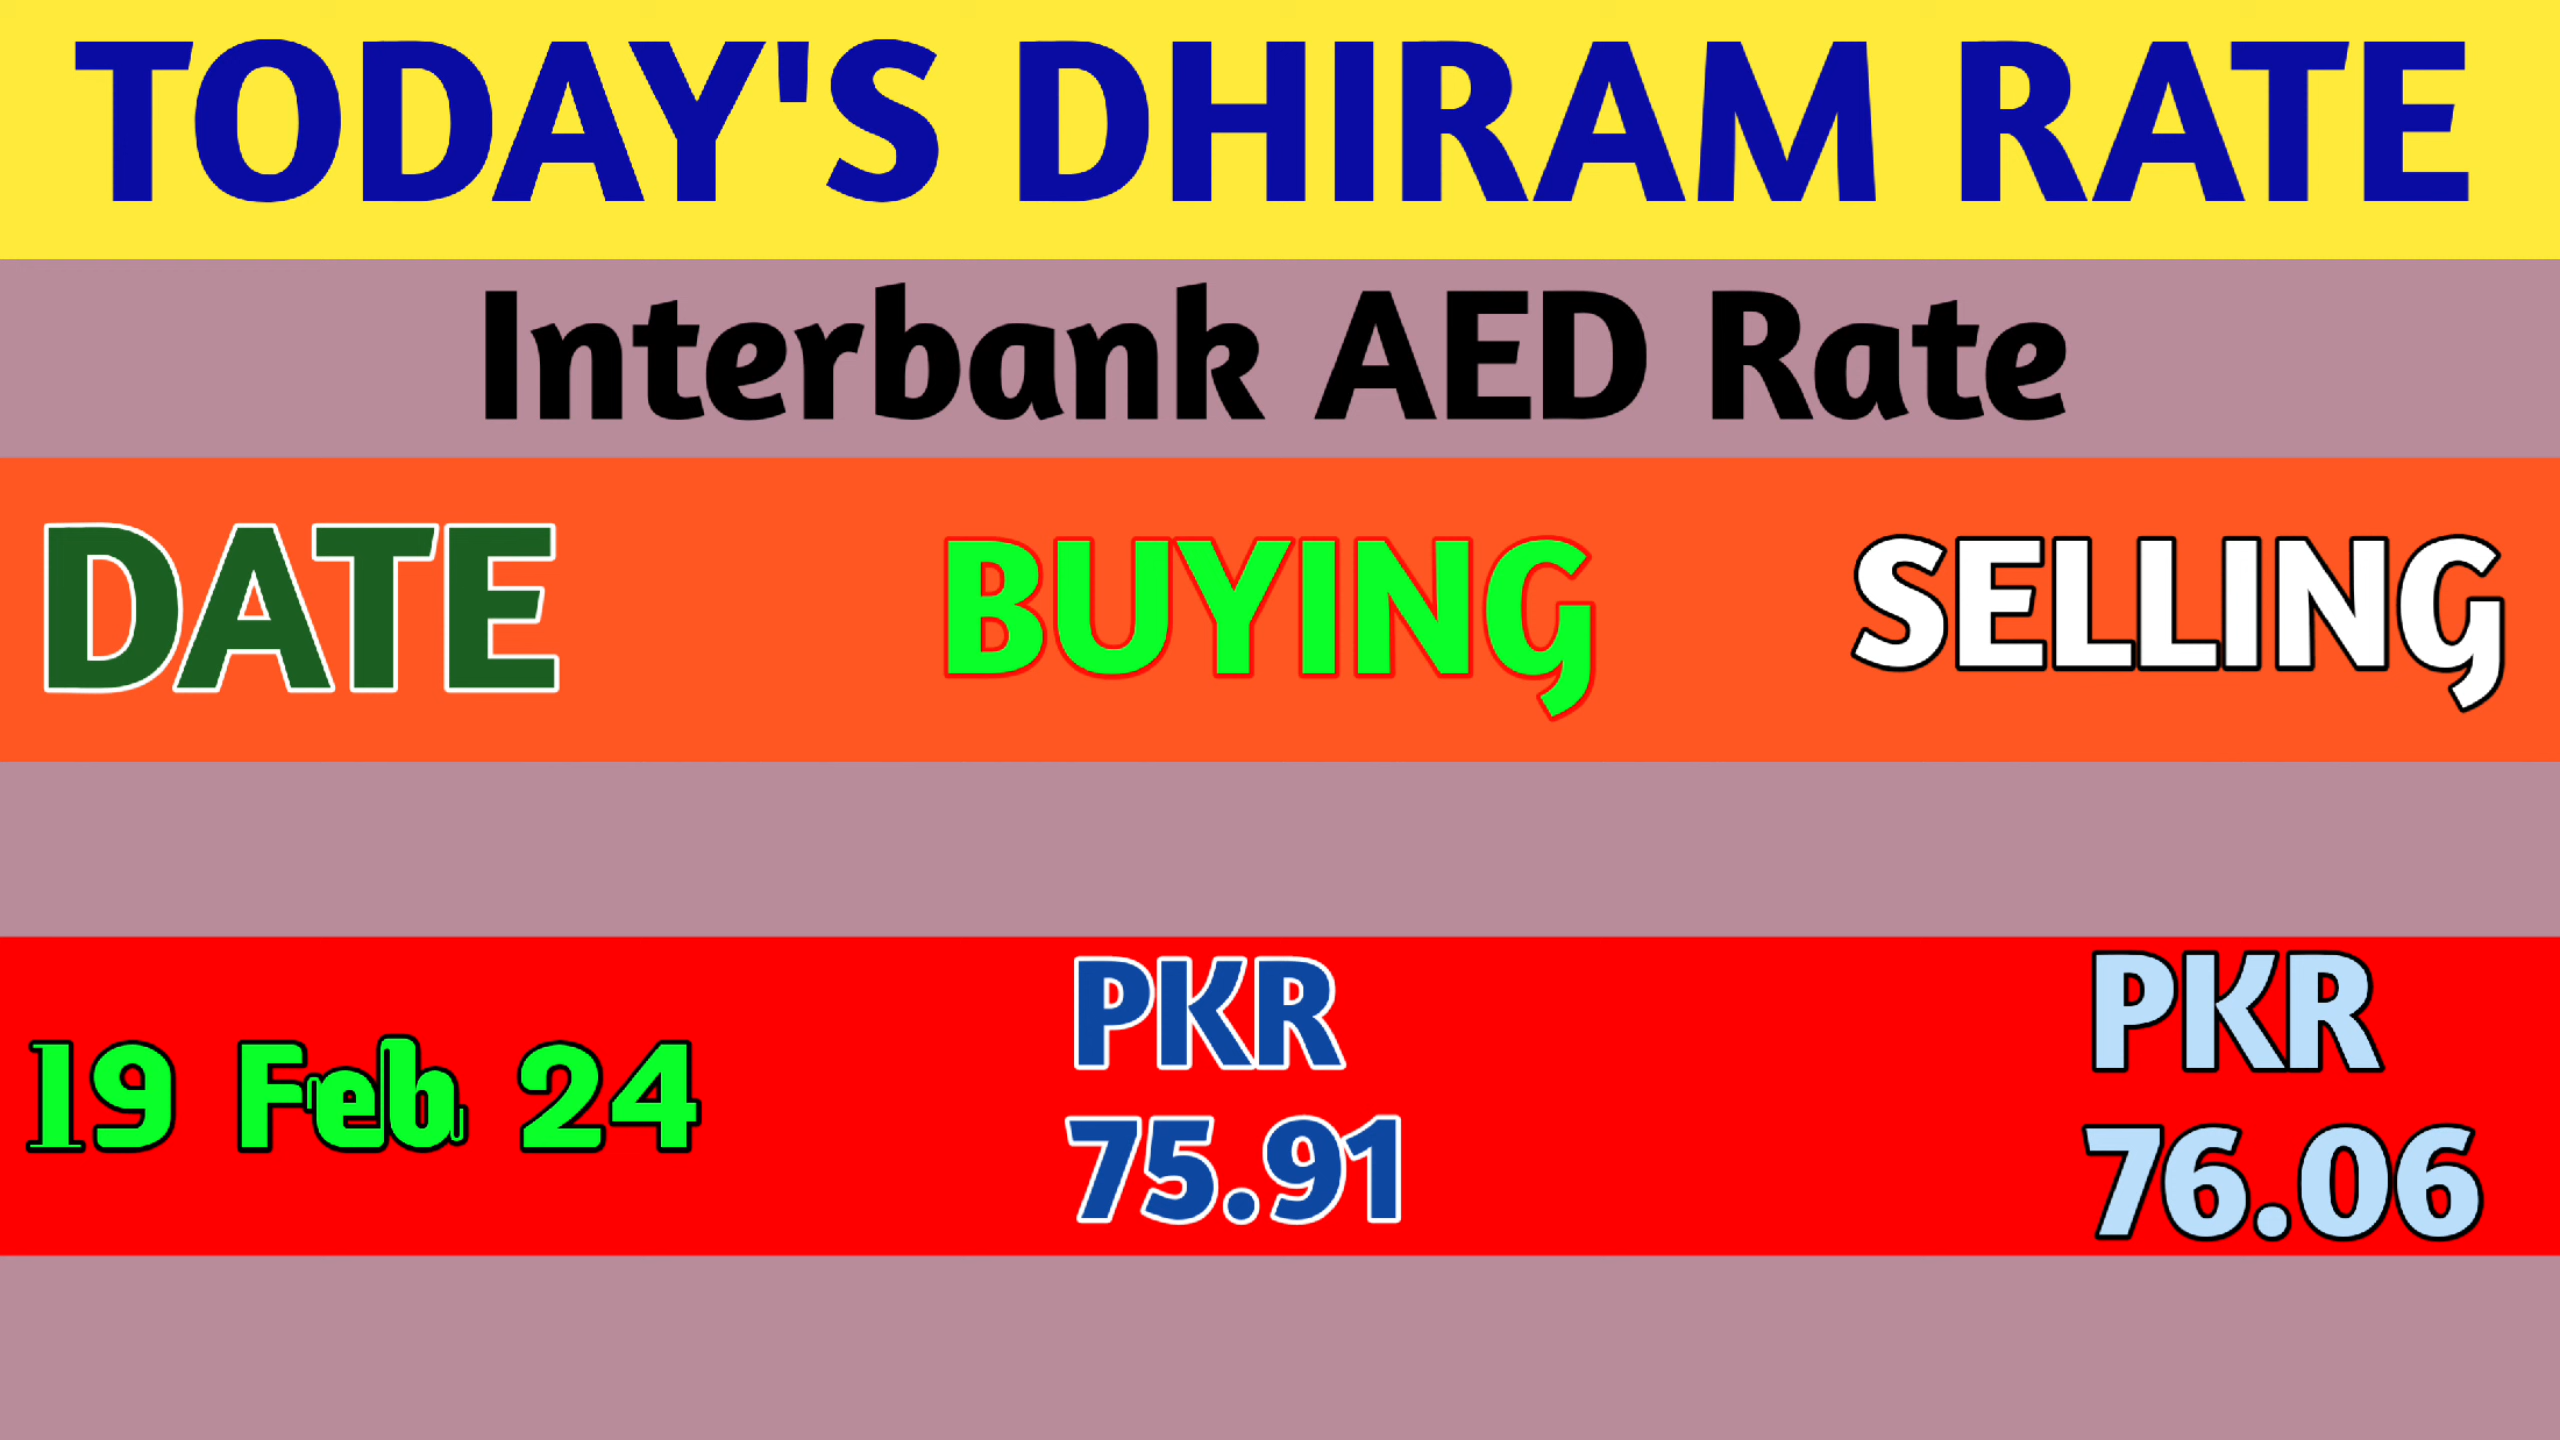 TODAY'S DHIRAM RATE
Interbank AED Rate
DATE BUYING SELLING
19 Feb 24
PKR
75.91
PKR
76.06